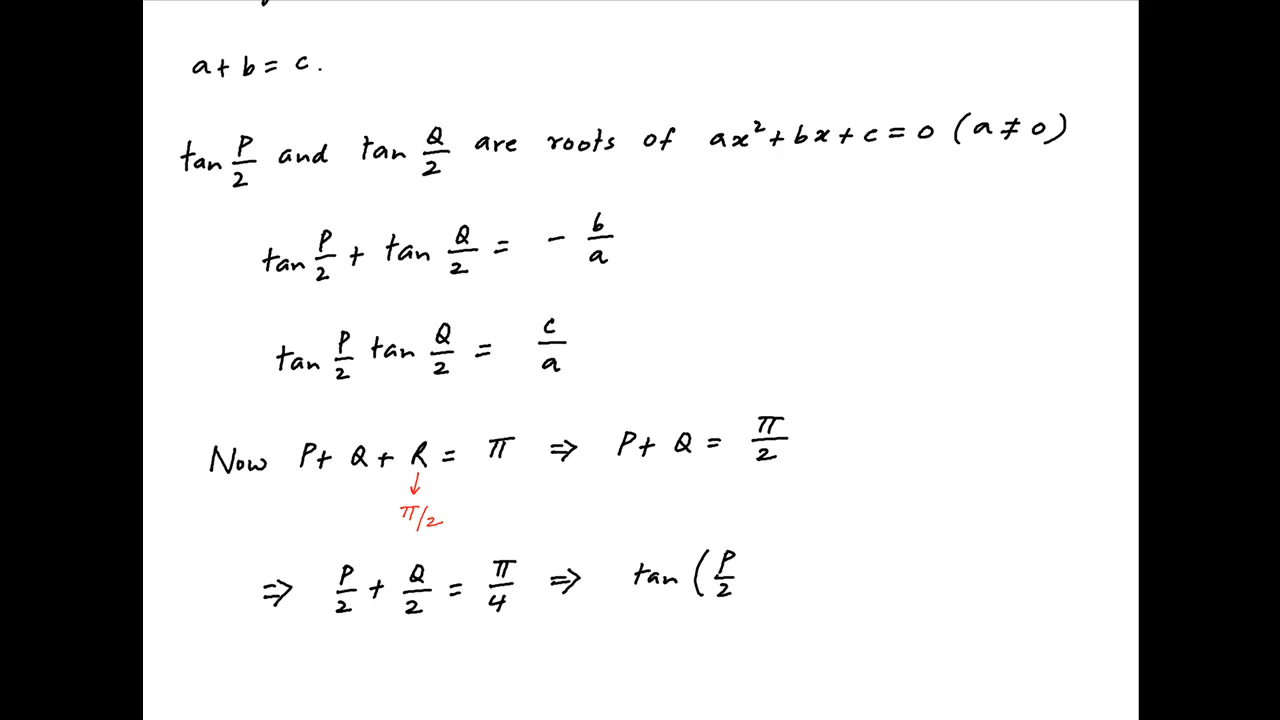 a + b = c.
tan P/2 and tan Q/2 are roots of ax² + bx + c = 0 (a ≠ 0)
tan P/2 + tan Q/2 = - b/a
tan P/2 tan Q/2 = c/a
Now P + Q + R = π ⇒ P + Q = π/2
π/2
⇒ P/2 + Q/2 = π/4 ⇒ tan ( P/2